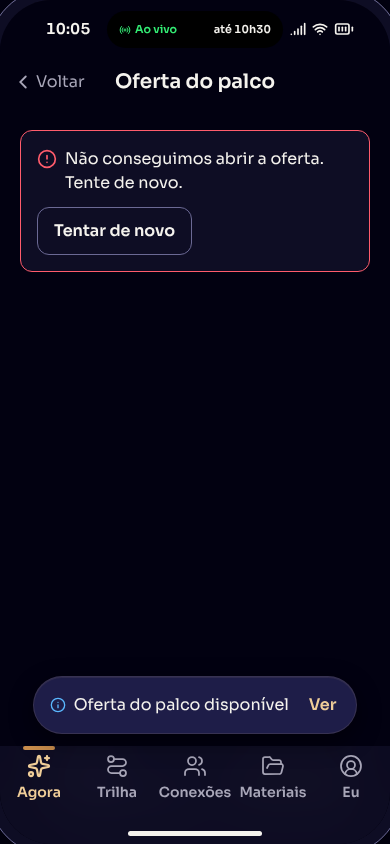 10:05
Ao vivo
até 10h30
Voltar
Oferta do palco
Não conseguimos abrir a oferta.
Tente de novo.
Tentar de novo
Oferta do palco disponível
Ver
Agora
Trilha
Conexões
Materiais
Eu